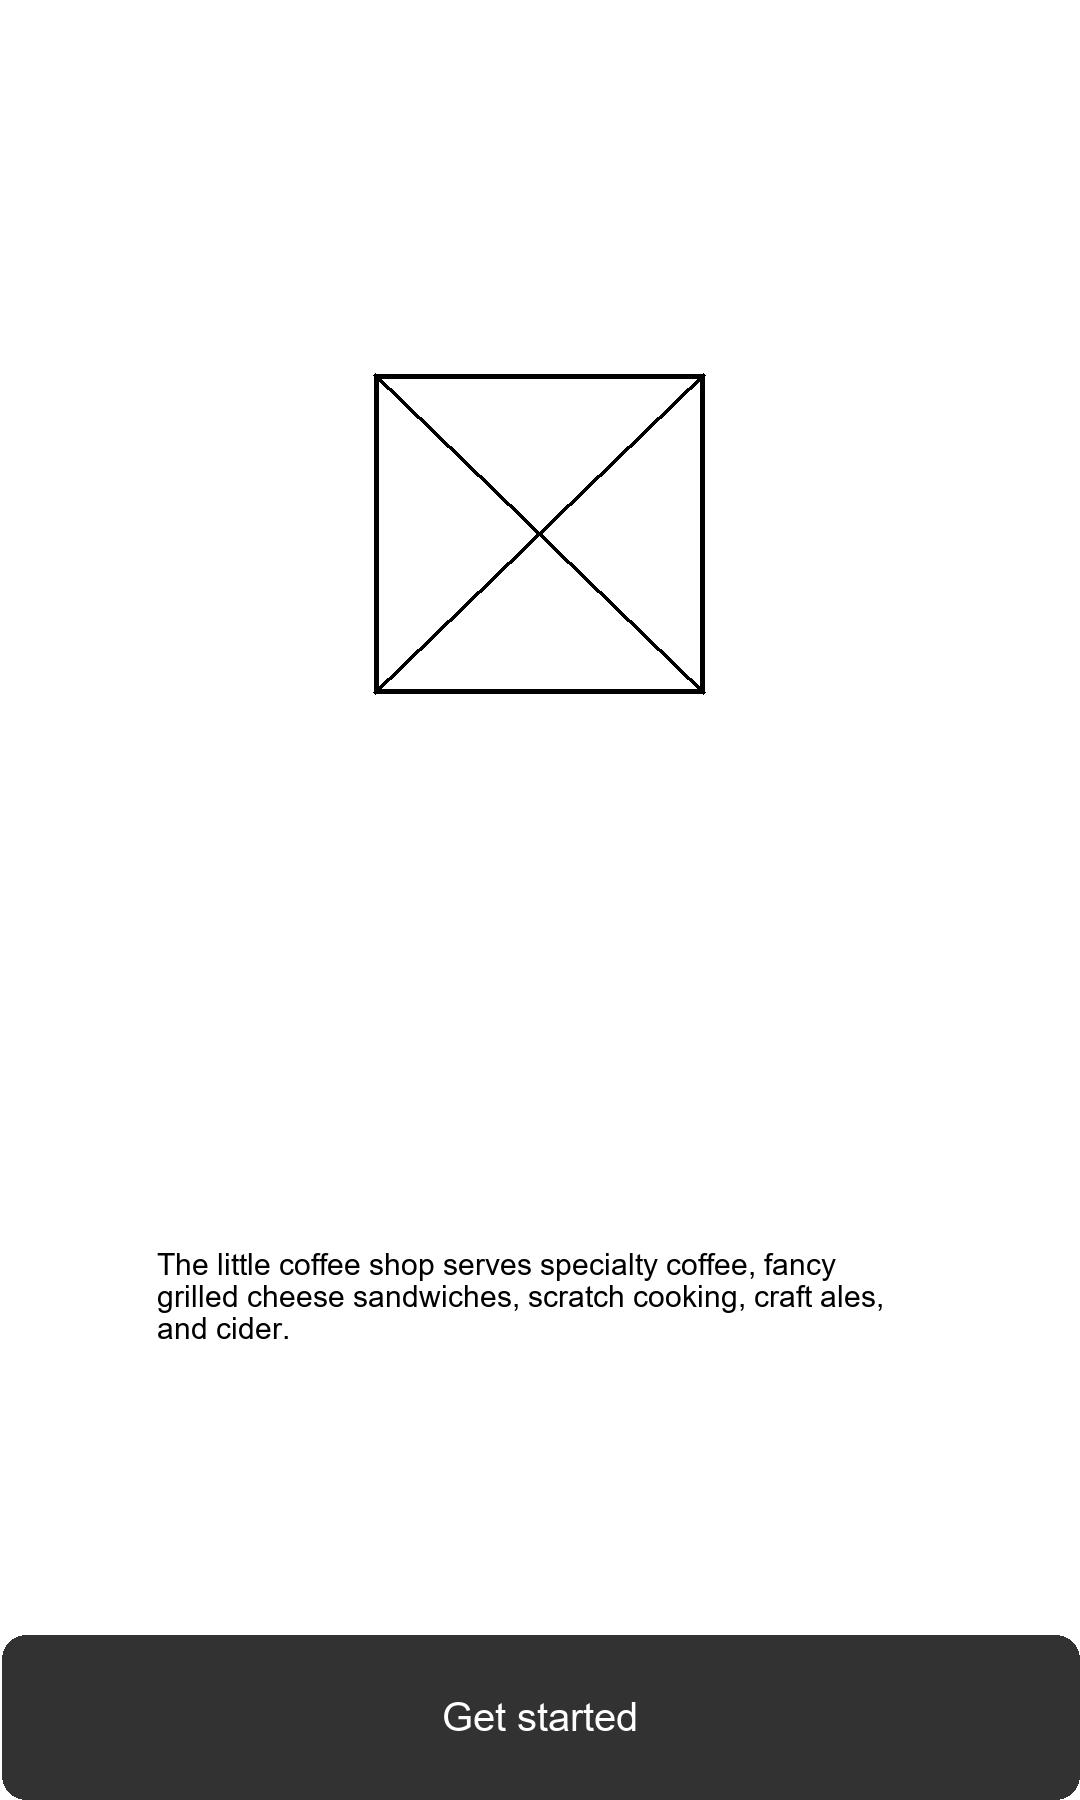 The little coffee shop serves specialty coffee, fancy
grilled cheese sandwiches, scratch cooking, craft ales,
and cider.
Get started